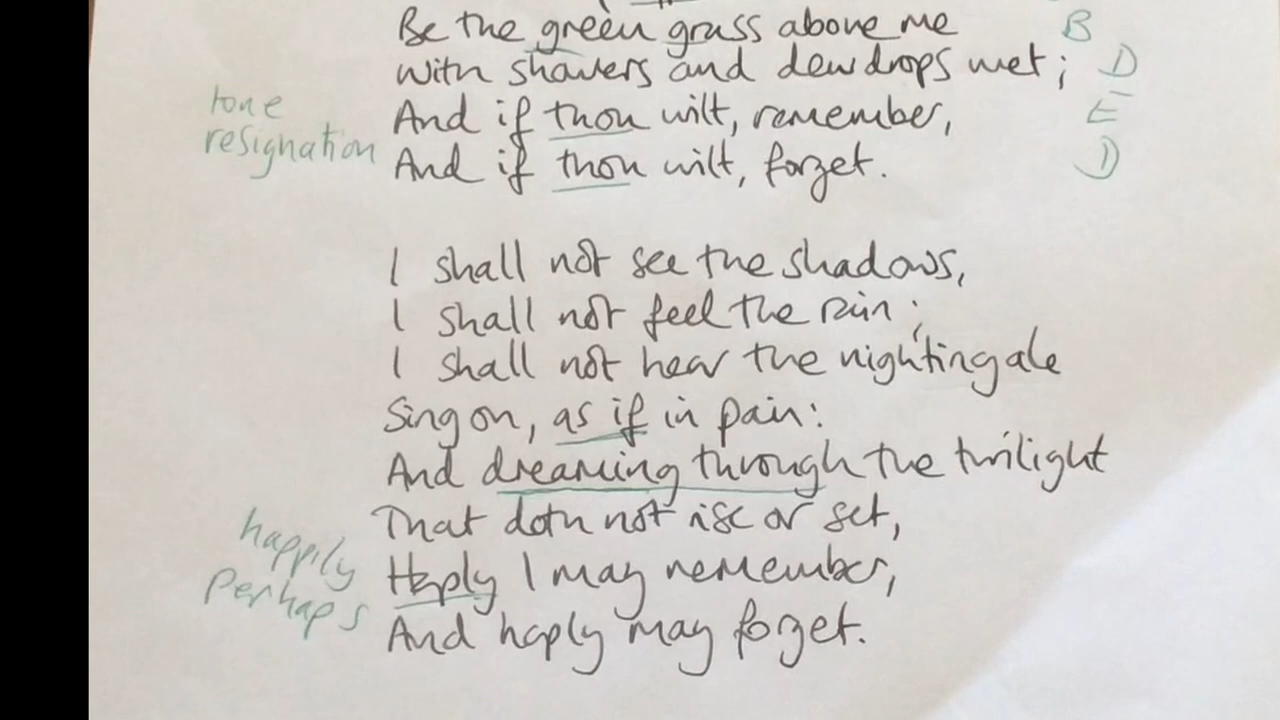 Be the green grass above me B
With showers and dewdrops wet; D
tone
And if thou wilt, remember, E
resignation
And if thou wilt, forget. D
I shall not see the shadows,
I shall not feel the rain;
I shall not hear the nightingale
Sing on, as if in pain:
And dreaming through the twilight
That doth not rise or set,
happily
Haply I may remember,
Perhaps
And haply may forget.